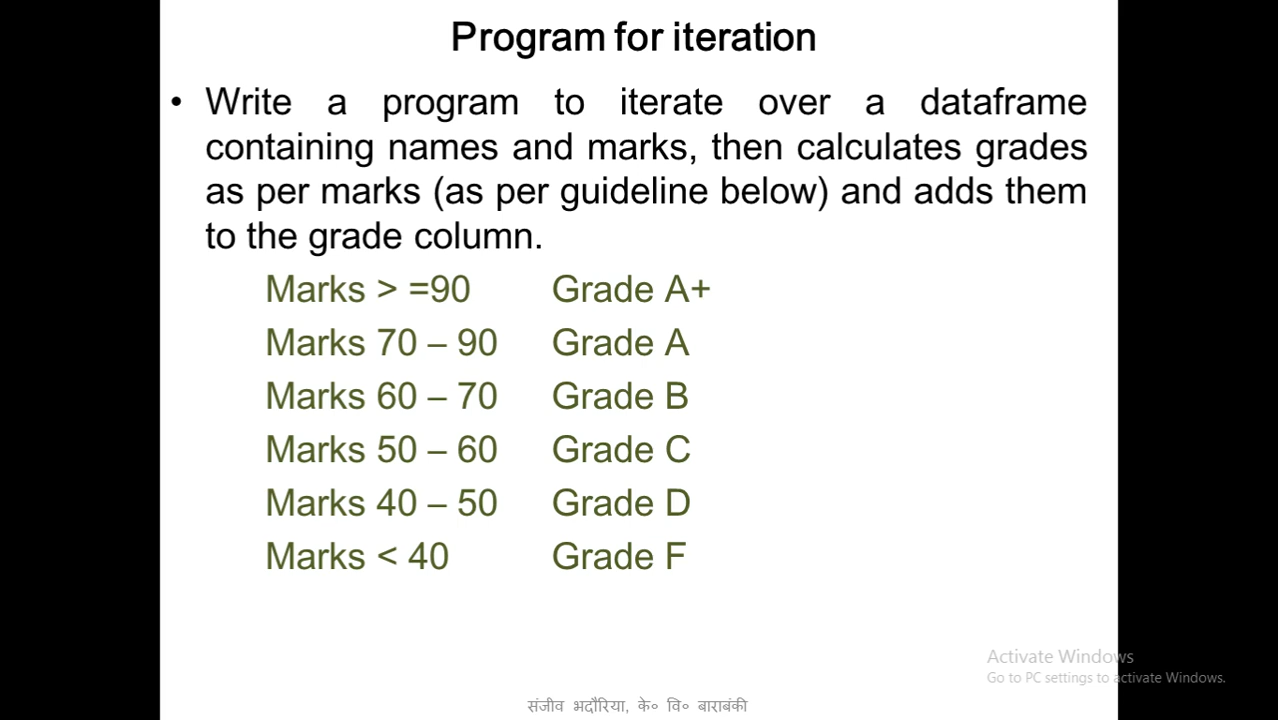 Program for iteration
• Write a program to iterate over a dataframe
containing names and marks, then calculates grades
as per marks (as per guideline below) and adds them
to the grade column.
Marks > =90 Grade A+
Marks 70 – 90 Grade A
Marks 60 – 70 Grade B
Marks 50 – 60 Grade C
Marks 40 – 50 Grade D
Marks < 40 Grade F
Activate Windows
Go to PC settings to activate Windows.
संजीव भदौरिया, के० वि० बाराबंकी